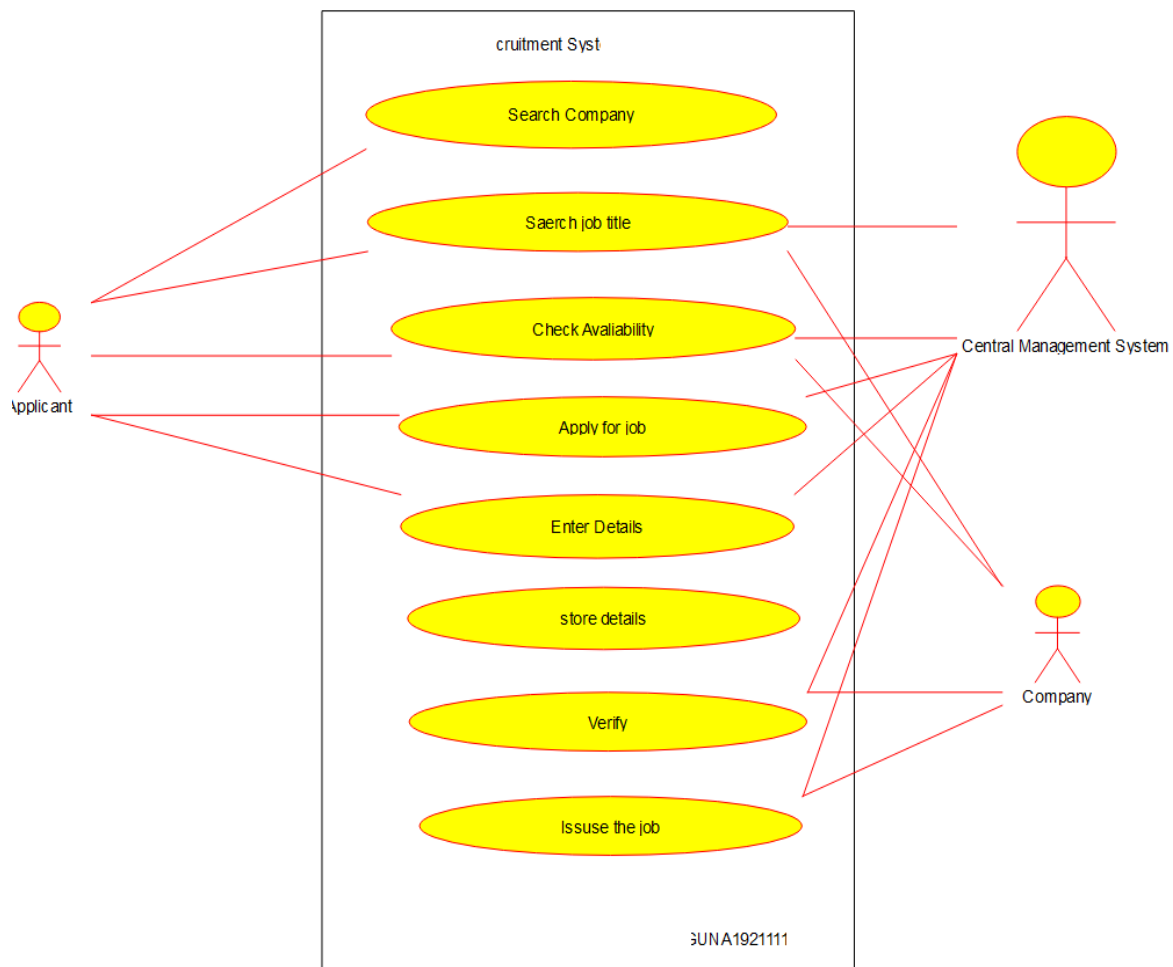 cruitment Syste
Search Company
Saerch job title
Check Avaliability
Apply for job
Enter Details
store details
Verify
Issuse the job
Applicant
Central Management System
Company
GUNA1921111